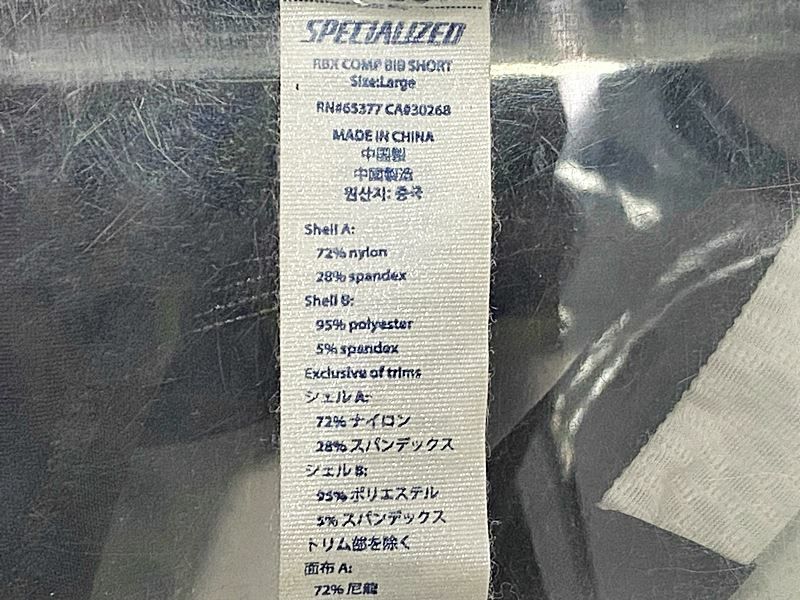 SPECIALIZED
RBX COMP BIB SHORT
Size:Large
RN#65377 CA#30268
MADE IN CHINA
中国製
中國製造
원산지: 중국
Shell A:
72% nylon
28% spandex
Shell B:
95% polyester
5% spandex
Exclusive of trims
シェル A:
72% ナイロン
28% スパンデックス
シェル B:
95% ポリエステル
5% スパンデックス
トリム部を除く
面布 A:
72% 尼龍